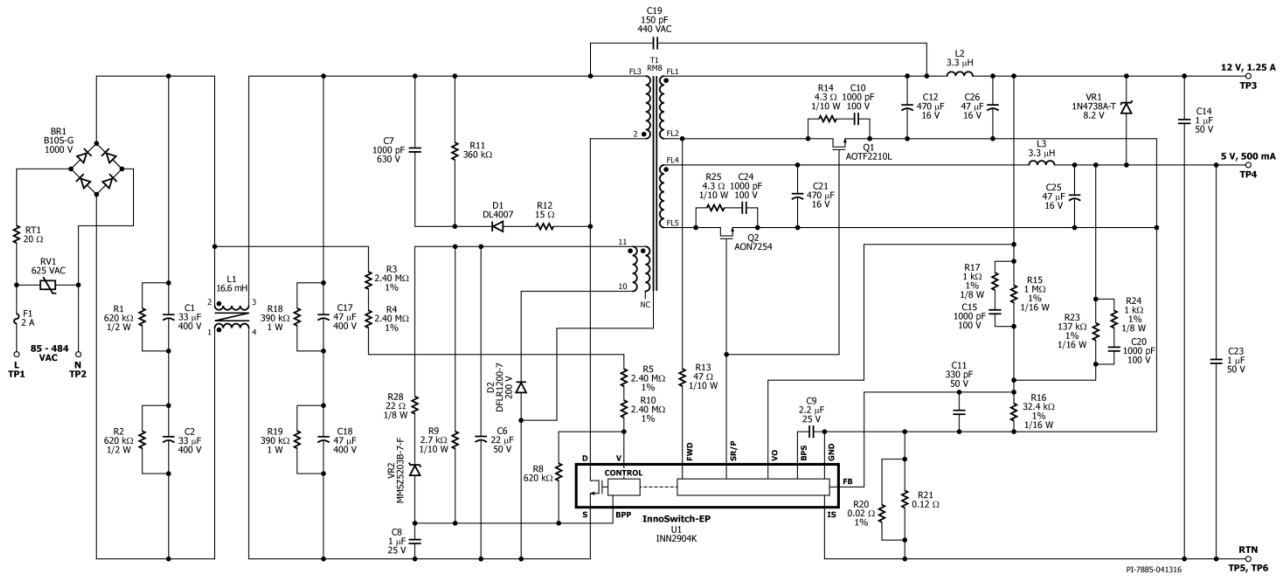 C19
150 pF
440 VAC
T1
RM8
FL3
FL1
2
FL2
FL4
FL5
11
10
NC
L2
3.3 µH
12 V, 1.25 A
TP3
BR1
B10S-G
1000 V
C7
1000 pF
630 V
R11
360 kΩ
R14
4.3 Ω
1/10 W
C10
1000 pF
100 V
C12
470 µF
16 V
C26
47 µF
16 V
VR1
1N4738A-T
8.2 V
C14
1 µF
50 V
Q1
AOTF2210L
L3
3.3 µH
5 V, 500 mA
TP4
R25
4.3 Ω
1/10 W
C24
1000 pF
100 V
C21
470 µF
16 V
C25
47 µF
16 V
Q2
AON7254
D1
DL4007
R12
15 Ω
RT1
20 Ω
RV1
625 VAC
F1
2 A
85 - 484
VAC
L
TP1
N
TP2
R1
620 kΩ
1/2 W
C1
33 µF
400 V
L1
16.6 mH
2
3
1
4
R18
390 kΩ
1 W
C17
47 µF
400 V
R3
2.40 MΩ
1%
R4
2.40 MΩ
1%
R17
1 kΩ
1%
1/8 W
R15
1 MΩ
1%
1/16 W
C15
1000 pF
100 V
R24
1 kΩ
1%
1/8 W
R23
137 kΩ
1%
1/16 W
C20
1000 pF
100 V
C23
1 µF
50 V
R2
620 kΩ
1/2 W
C2
33 µF
400 V
R19
390 kΩ
1 W
C18
47 µF
400 V
R28
22 Ω
1/8 W
R9
2.7 kΩ
1/10 W
C6
22 µF
50 V
D2
DFLR1200-7
200 V
R5
2.40 MΩ
1%
R10
2.40 MΩ
1%
R13
47 Ω
1/10 W
C9
2.2 µF
25 V
C11
330 pF
50 V
R16
32.4 kΩ
1%
1/16 W
VR2
MMSZ5203B-7-F
R8
620 kΩ
D
V
FWD
SR/P
VO
BPS
GND
CONTROL
FB
S
BPP
IS
InnoSwitch-EP
U1
INN2904K
C8
1 µF
25 V
R20
0.02 Ω
1%
R21
0.12 Ω
RTN
TP5, TP6
PI-7885-041316